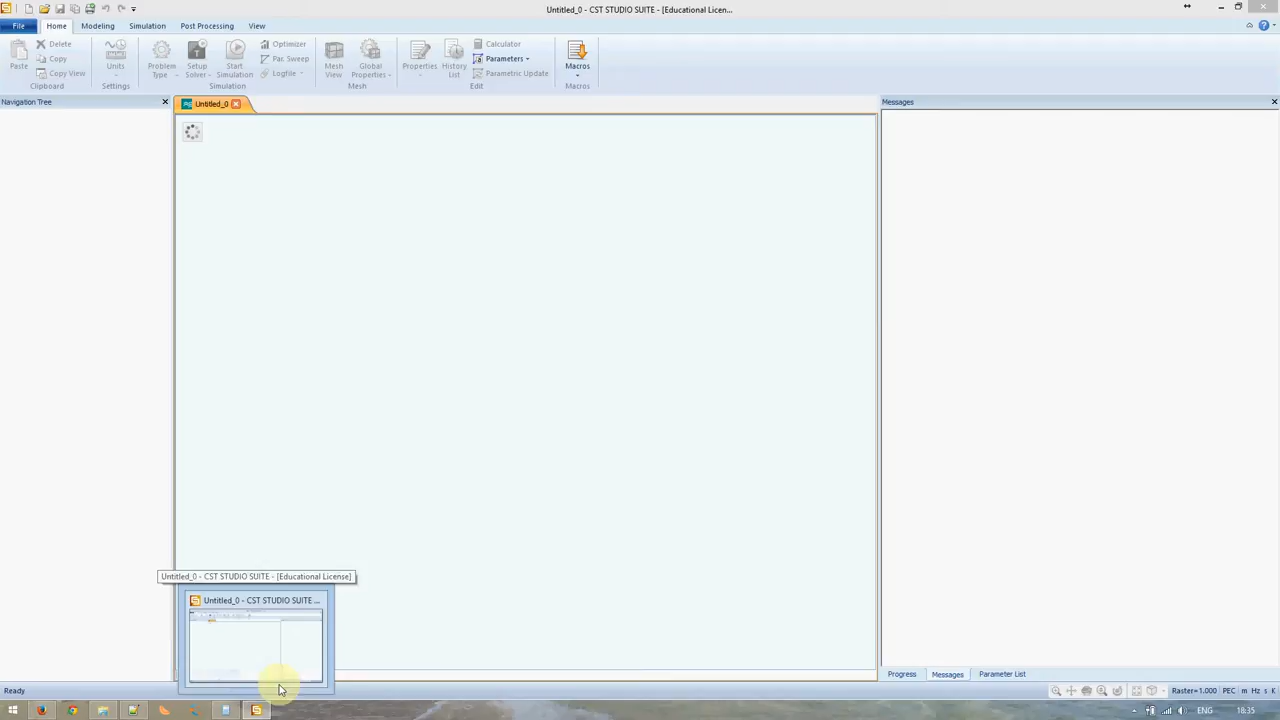 Untitled_0 - CST STUDIO SUITE - [Educational Licen...
File Home Modeling Simulation Post Processing View
Paste
Delete
Copy
Copy View
Clipboard
Units
Settings
Problem Type
Setup Solver
Start Simulation
Optimizer
Par. Sweep
Logfile
Simulation
Mesh View
Global Properties
Mesh
Properties
History List
Calculator
Parameters
Parametric Update
Edit
Macros
Macros
Navigation Tree
Untitled_0
Messages
Untitled_0 - CST STUDIO SUITE - [Educational License]
Untitled_0 - CST STUDIO SUITE ...
Progress Messages Parameter List
Ready
Raster=1.000 PEC m Hz s K
ENG 18:35